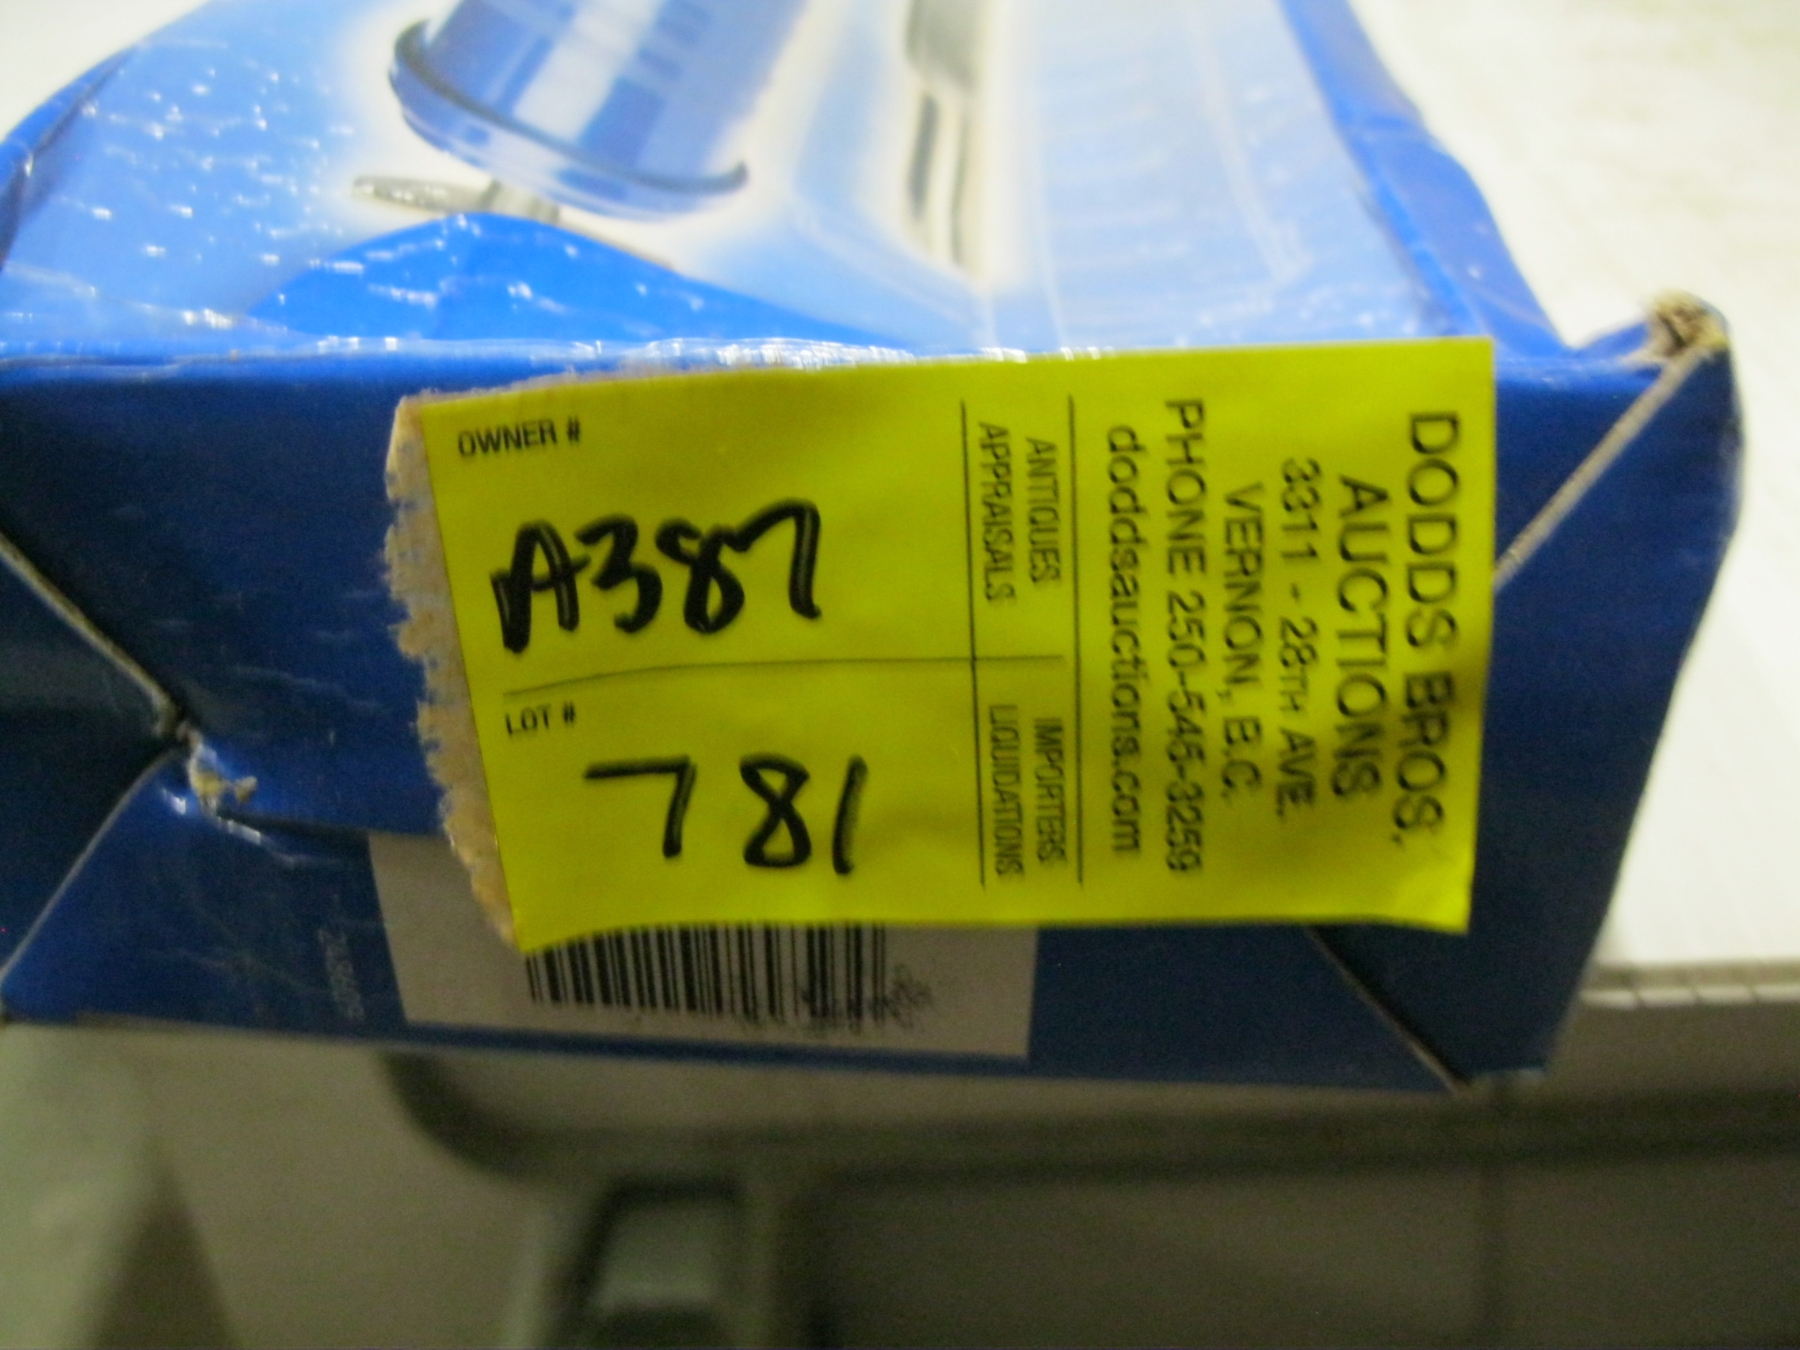 DODDS BROS.
AUCTIONS
3311 - 28TH AVE.
VERNON, B.C.
PHONE 250-545-3259
doddsauctions.com
ANTIQUES
APPRAISALS
IMPORTERS
LIQUIDATIONS
OWNER #
A387
LOT #
781